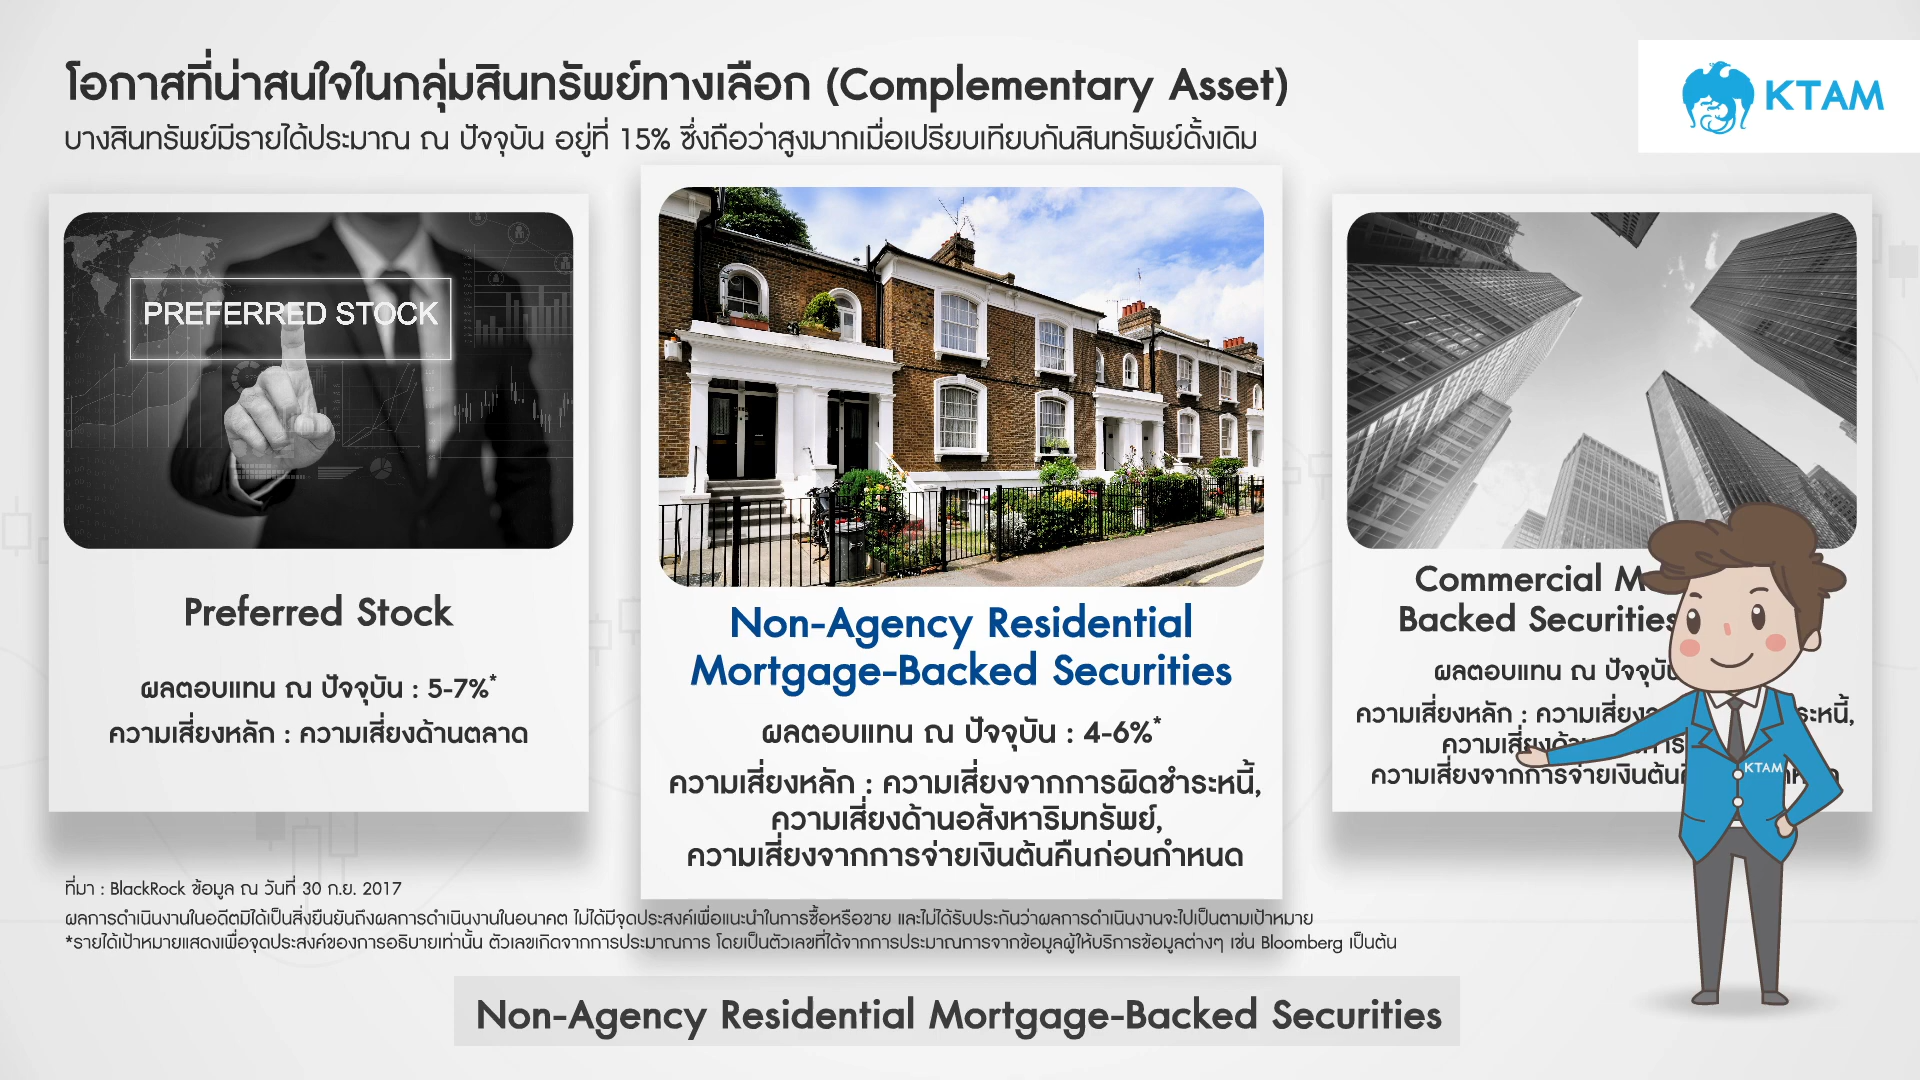 โอกาสที่น่าสนใจในกลุ่มสินทรัพย์ทางเลือก (Complementary Asset)
บางสินทรัพย์มีรายได้ประมาณ ณ ปัจจุบัน อยู่ที่ 15% ซึ่งถือว่าสูงมากเมื่อเปรียบเทียบกันสินทรัพย์ดั้งเดิม
KTAM
PREFERRED STOCK
Preferred Stock
ผลตอบแทน ณ ปัจจุบัน : 5-7%*
ความเสี่ยงหลัก : ความเสี่ยงด้านตลาด
Non-Agency Residential
Mortgage-Backed Securities
ผลตอบแทน ณ ปัจจุบัน : 4-6%*
ความเสี่ยงหลัก : ความเสี่ยงจากการผิดชำระหนี้,
ความเสี่ยงด้านอสังหาริมทรัพย์,
ความเสี่ยงจากการจ่ายเงินต้นคืนก่อนกำหนด
Commercial
Backed Securities
ผลตอบแทน ณ ปัจจุบัน
ความเสี่ยงหลัก : ความเสี่ยง
ความเสี่ยง
ความเสี่ยงจากการจ่ายเงินต้น
KTAM
ที่มา : BlackRock ข้อมูล ณ วันที่ 30 ก.ย. 2017
ผลการดำเนินงานในอดีตมิได้เป็นสิ่งยืนยันถึงผลการดำเนินงานในอนาคต ไม่ได้มีจุดประสงค์เพื่อแนะนำในการซื้อหรือขาย และไม่ได้รับประกันว่าผลการดำเนินงานจะไปเป็นตามเป้าหมาย
*รายได้เป้าหมายแสดงเพื่อจุดประสงค์ของการอธิบายเท่านั้น ตัวเลขเกิดจากการประมาณการ โดยเป็นตัวเลขที่ได้จากการประมาณการจากข้อมูลผู้ให้บริการข้อมูลต่างๆ เช่น Bloomberg เป็นต้น
Non-Agency Residential Mortgage-Backed Securities